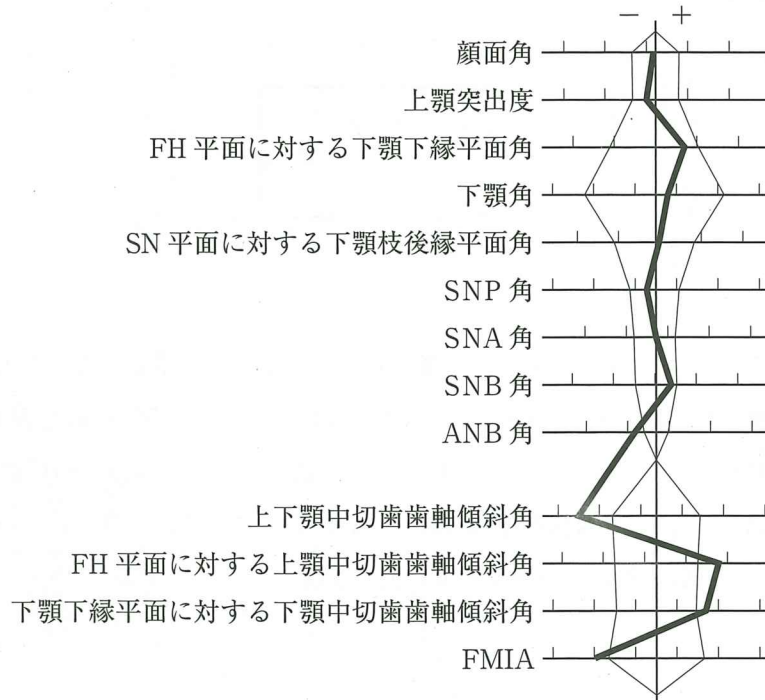 − +
顔面角
上顎突出度
FH 平面に対する下顎下縁平面角
下顎角
SN 平面に対する下顎枝後縁平面角
SNP 角
SNA 角
SNB 角
ANB 角
上下顎中切歯歯軸傾斜角
FH 平面に対する上顎中切歯歯軸傾斜角
下顎下縁平面に対する下顎中切歯歯軸傾斜角
FMIA